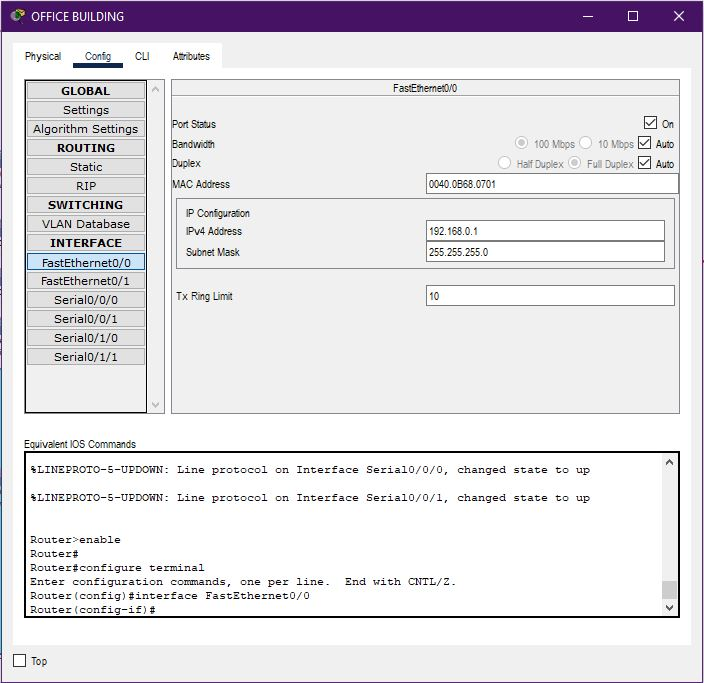 OFFICE BUILDING
Physical Config CLI Attributes
GLOBAL
Settings
Algorithm Settings
ROUTING
Static
RIP
SWITCHING
VLAN Database
INTERFACE
FastEthernet0/0
FastEthernet0/1
Serial0/0/0
Serial0/0/1
Serial0/1/0
Serial0/1/1
FastEthernet0/0
Port Status On
Bandwidth 100 Mbps 10 Mbps Auto
Duplex Half Duplex Full Duplex Auto
MAC Address 0040.0B68.0701
IP Configuration
IPv4 Address 192.168.0.1
Subnet Mask 255.255.255.0
Tx Ring Limit 10
Equivalent IOS Commands
%LINEPROTO-5-UPDOWN: Line protocol on Interface Serial0/0/0, changed state to up
%LINEPROTO-5-UPDOWN: Line protocol on Interface Serial0/0/1, changed state to up
Router>enable
Router#
Router#configure terminal
Enter configuration commands, one per line.  End with CNTL/Z.
Router(config)#interface FastEthernet0/0
Router(config-if)#
Top